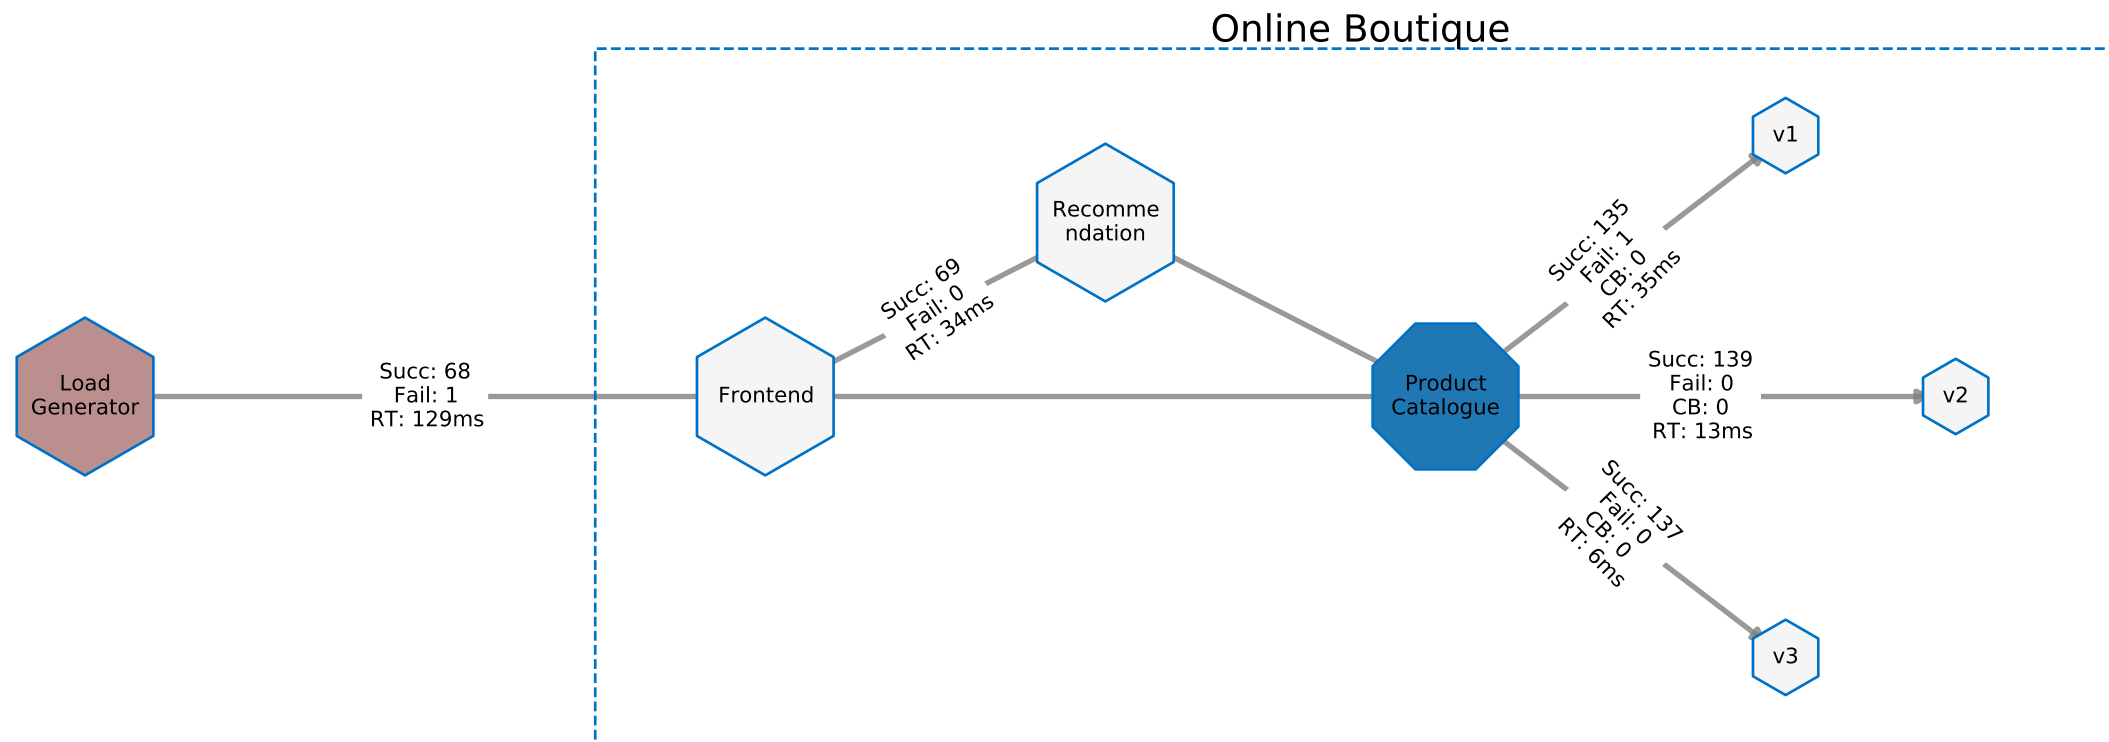 Online Boutique
Load
Generator
Succ: 68
Fail: 1
RT: 129ms
Frontend
Succ: 69
Fail: 0
RT: 34ms
Recomme
ndation
Product
Catalogue
Succ: 135
Fail: 1
CB: 0
RT: 35ms
v1
Succ: 139
Fail: 0
CB: 0
RT: 13ms
v2
Succ: 137
Fail: 0
CB: 0
RT: 6ms
v3